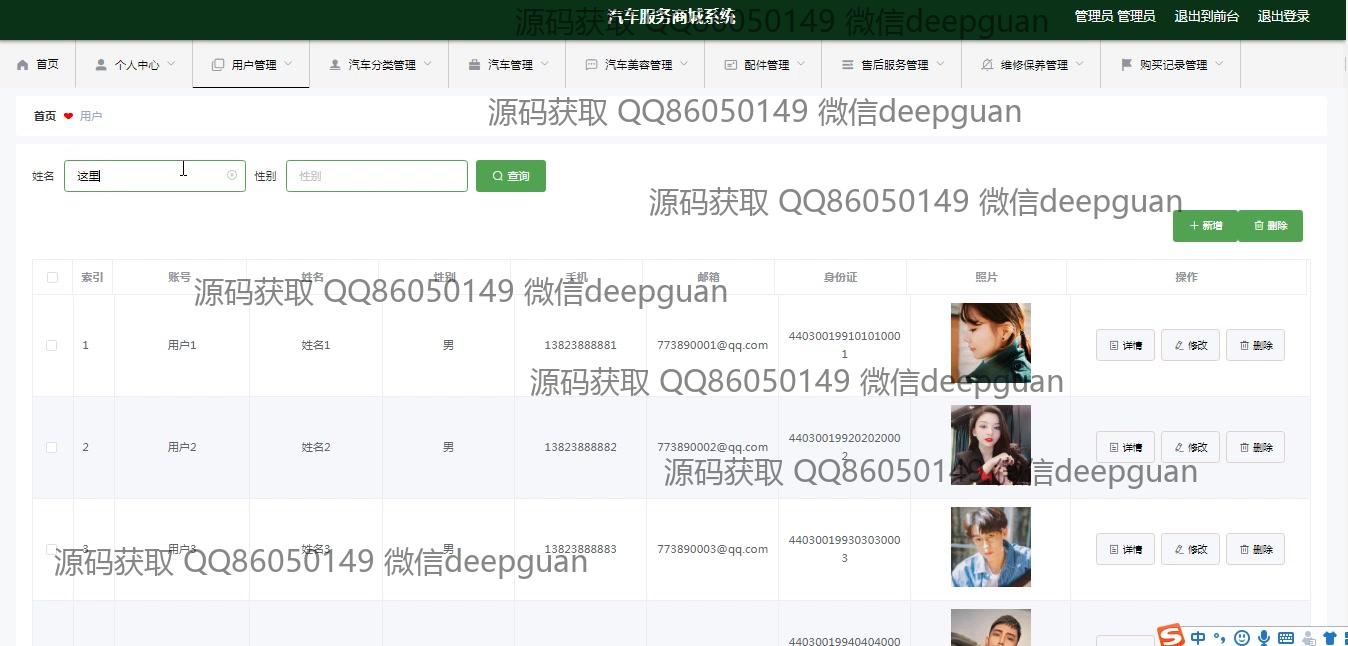 汽车服务商城系统
源码获取 QQ86050149 微信deepguan
管理员 管理员 退出到前台 退出登录
首页 个人中心 用户管理 汽车分类管理 汽车管理 汽车美容管理 配件管理 售后服务管理 维修保养管理 购买记录管理
首页 用户
源码获取 QQ86050149 微信deepguan
姓名 这里 性别 性别 查询
源码获取 QQ86050149 微信deepguan
新增 删除
索引 账号 姓名 性别 手机 邮箱 身份证 照片 操作
源码获取 QQ86050149 微信deepguan
1 用户1 姓名1 男 13823888881 773890001@qq.com 44030019910101000
1
详情 修改 删除
源码获取 QQ86050149 微信deepguan
2 用户2 姓名2 男 13823888882 773890002@qq.com 44030019920202000
2
详情 修改 删除
源码获取 QQ86050149 微信deepguan
3 用户3 姓名3 男 13823888883 773890003@qq.com 44030019930303000
3
详情 修改 删除
源码获取 QQ86050149 微信deepguan
44030019940404000
中